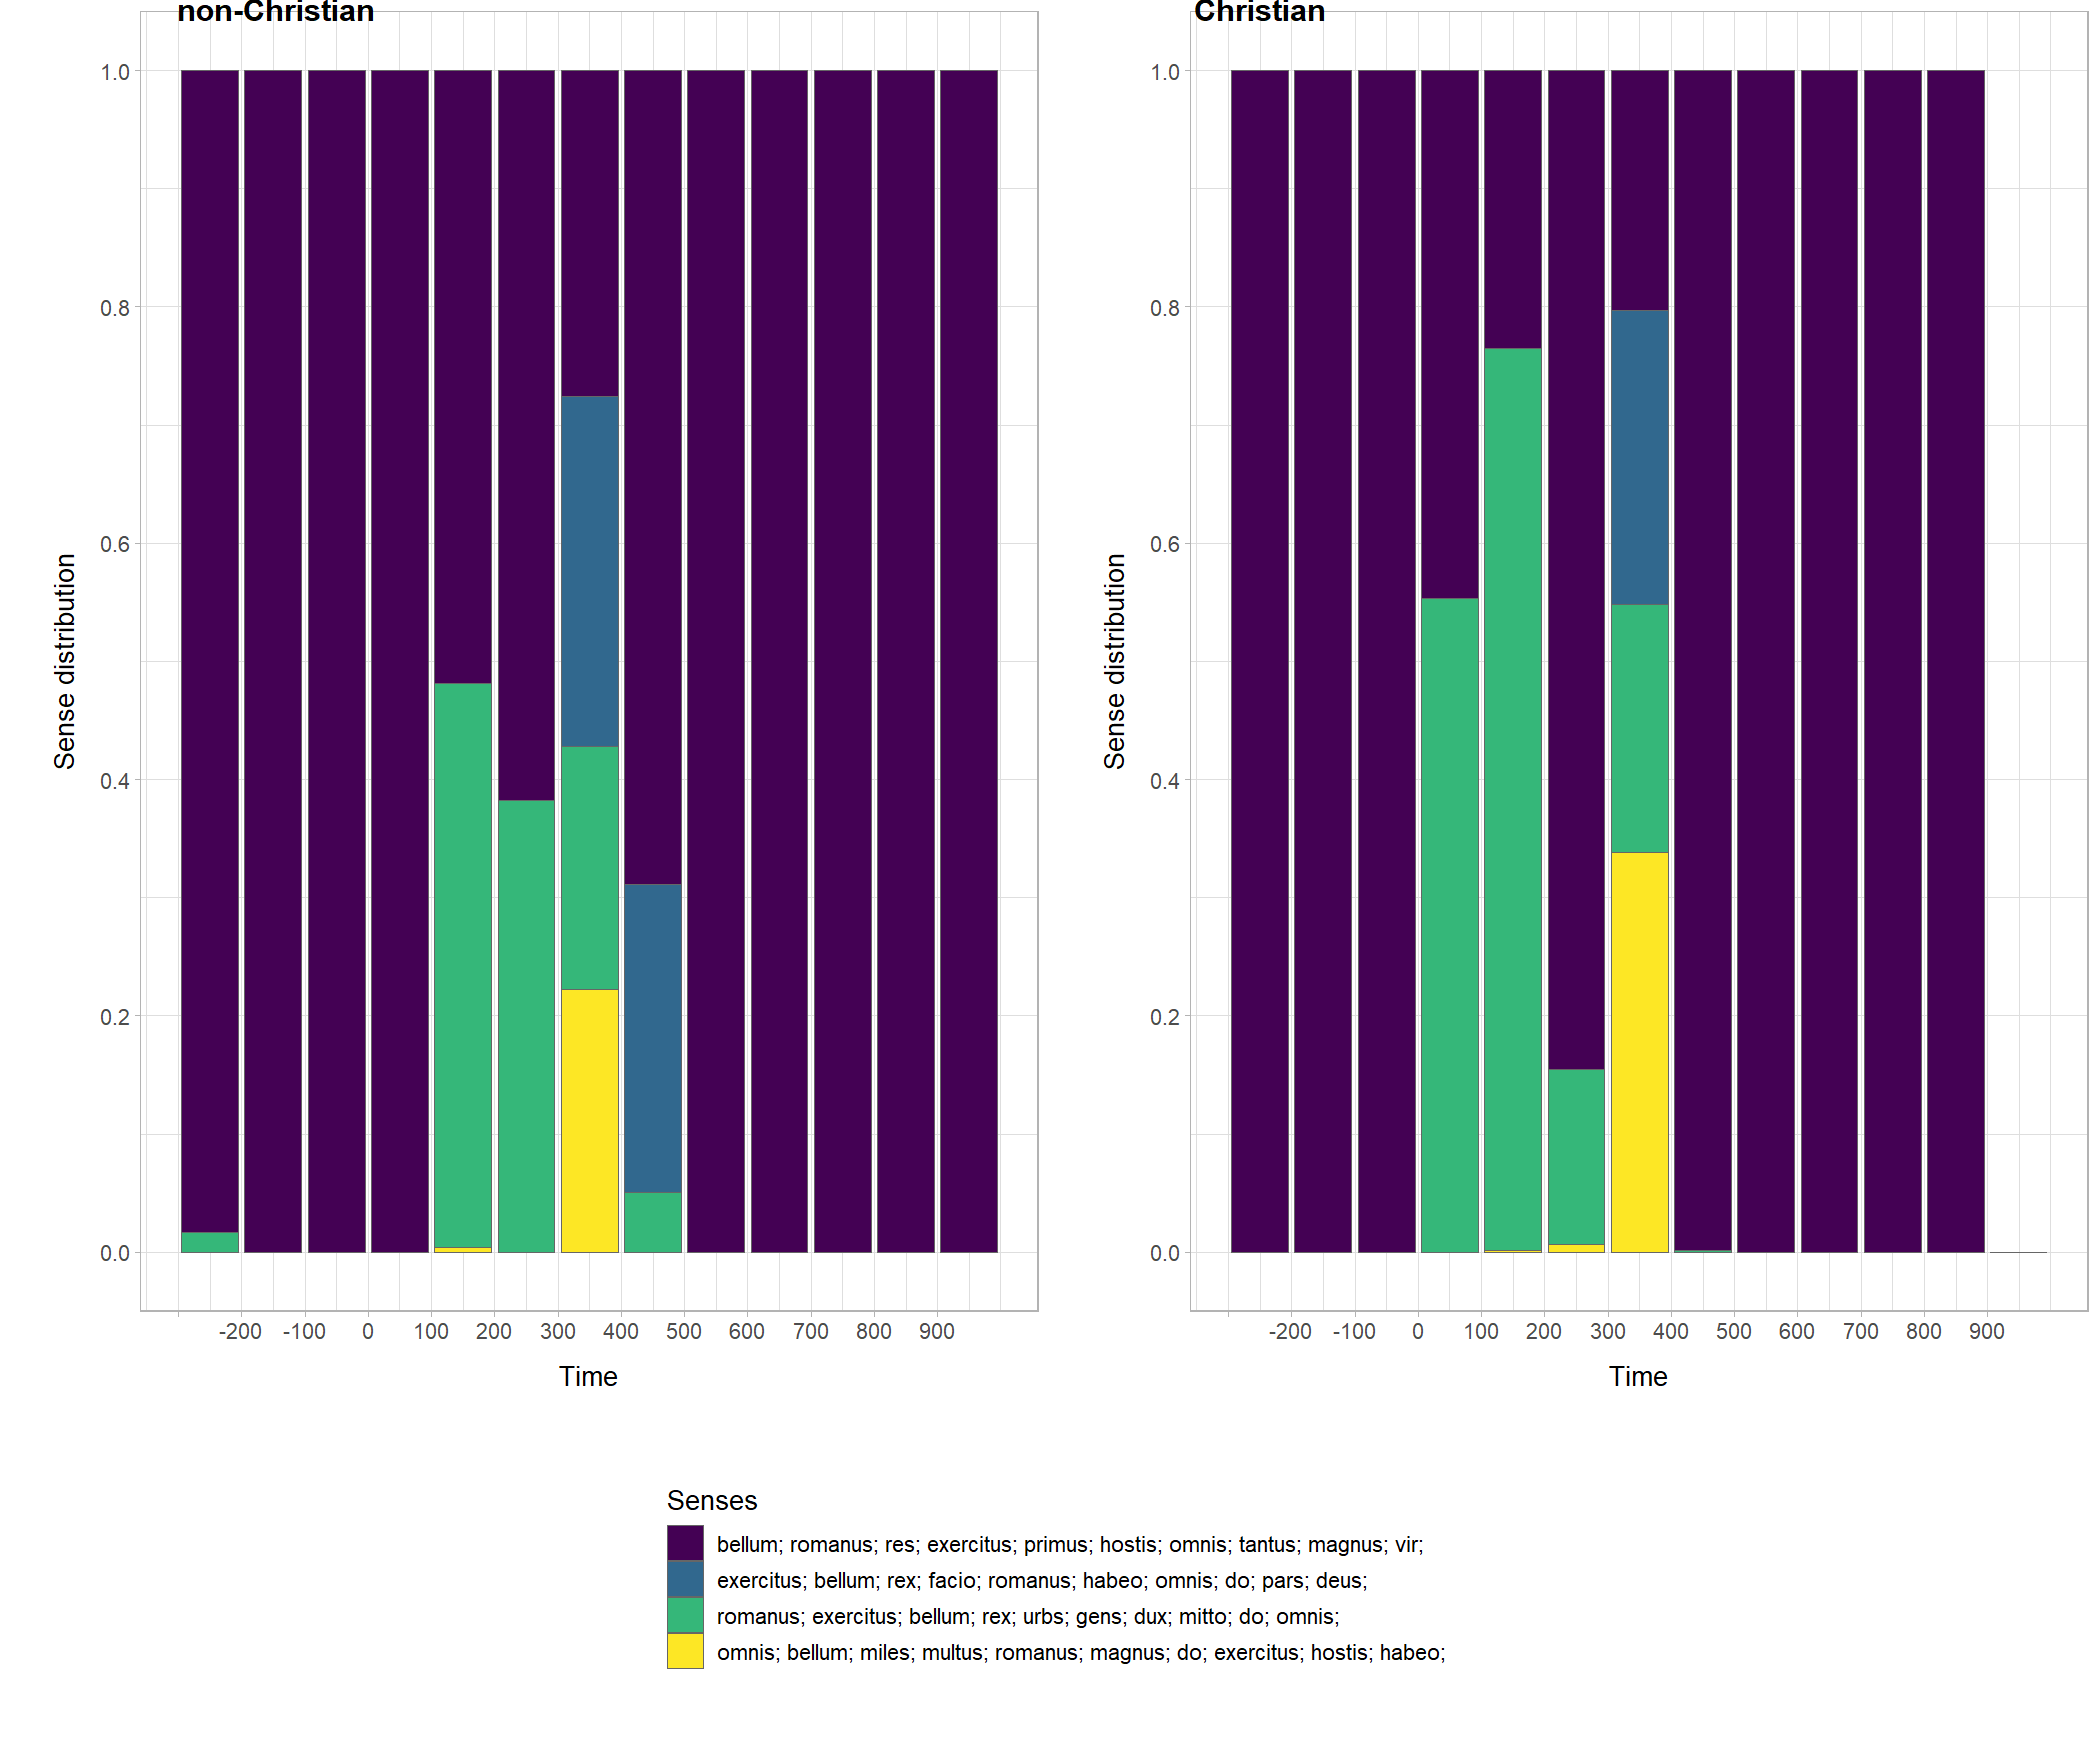 non-Christian
1.0
0.8
0.6
0.4
0.2
0.0
Sense distribution
-200 -100 0 100 200 300 400 500 600 700 800 900
Time
Christian
1.0
0.8
0.6
0.4
0.2
0.0
Sense distribution
-200 -100 0 100 200 300 400 500 600 700 800 900
Time
Senses
bellum; romanus; res; exercitus; primus; hostis; omnis; tantus; magnus; vir;
exercitus; bellum; rex; facio; romanus; habeo; omnis; do; pars; deus;
romanus; exercitus; bellum; rex; urbs; gens; dux; mitto; do; omnis;
omnis; bellum; miles; multus; romanus; magnus; do; exercitus; hostis; habeo;